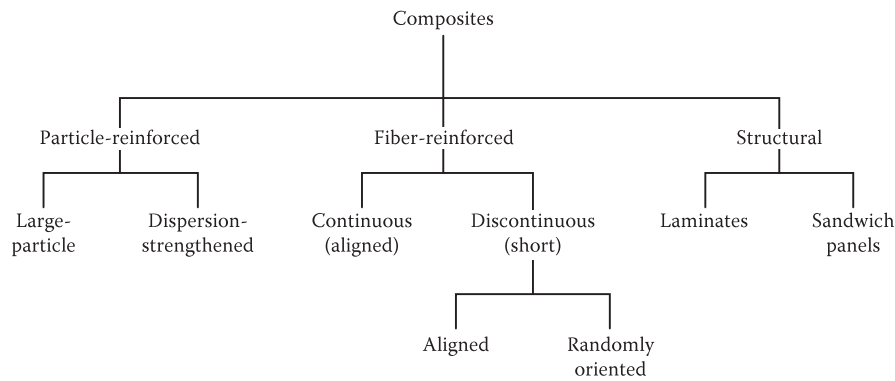 Composites
Particle-reinforced
Fiber-reinforced
Structural
Large-
particle
Dispersion-
strengthened
Continuous
(aligned)
Discontinuous
(short)
Laminates
Sandwich
panels
Aligned
Randomly
oriented